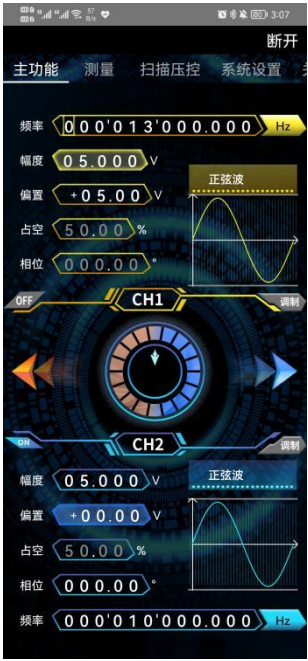 57
B/s
3:07
断开
主功能 测量 扫描压控 系统设置
频率 000'013'000.000 Hz
幅度 05.000 V
偏置 +05.00 V
占空 50.00 %
相位 000.00 °
正弦波
OFF CH1 调制
ON CH2 调制
幅度 05.000 V
偏置 +00.00 V
占空 50.00 %
相位 000.00 °
正弦波
频率 000'010'000.000 Hz